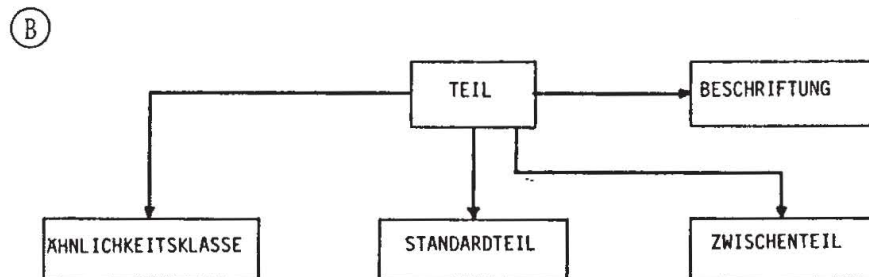 B
TEIL
BESCHRIFTUNG
ÄHNLICHKEITSKLASSE
STANDARDTEIL
ZWISCHENTEIL